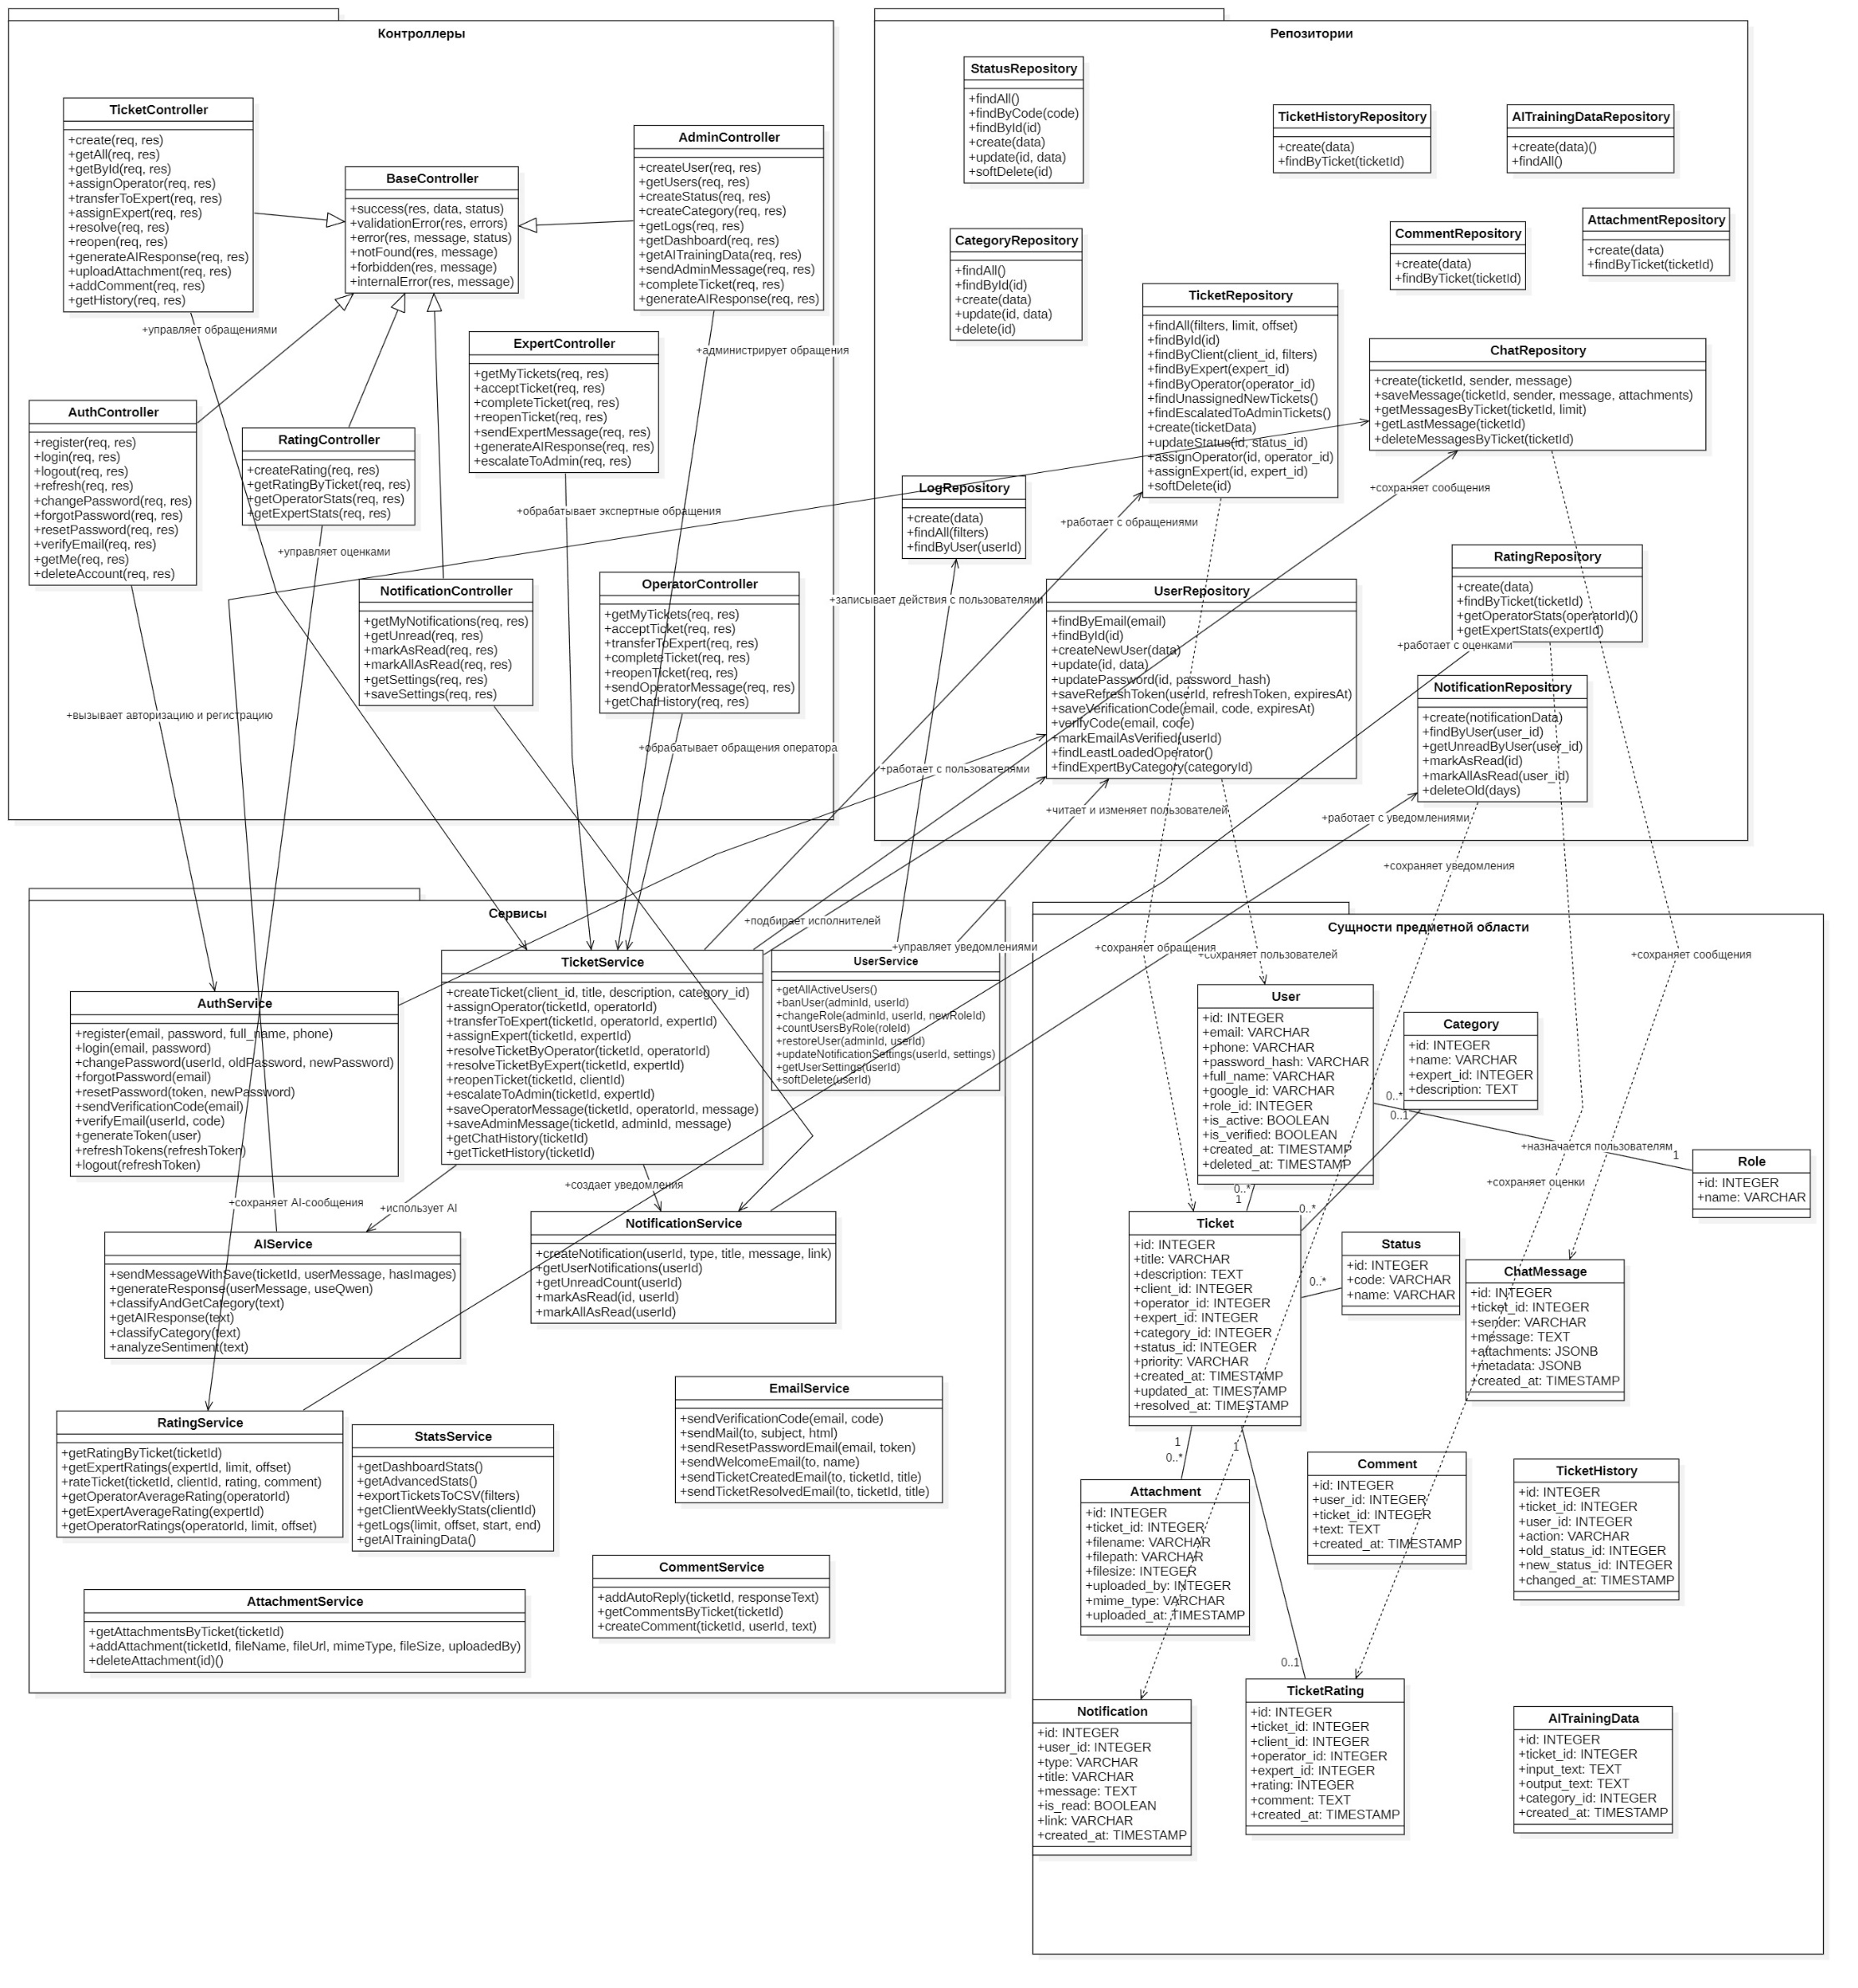 Контроллеры
TicketController
+create(req, res)
+getAll(req, res)
+getById(req, res)
+assignOperator(req, res)
+transferToExpert(req, res)
+assignExpert(req, res)
+resolve(req, res)
+reopen(req, res)
+generateAIResponse(req, res)
+uploadAttachment(req, res)
+addComment(req, res)
+getHistory(req, res)
BaseController
+success(res, data, status)
+validationError(res, errors)
+error(res, message, status)
+notFound(res, message)
+forbidden(res, message)
+internalError(res, message)
AdminController
+createUser(req, res)
+getUsers(req, res)
+createStatus(req, res)
+createCategory(req, res)
+getLogs(req, res)
+getDashboard(req, res)
+getAITrainingData(req, res)
+sendAdminMessage(req, res)
+completeTicket(req, res)
+generateAIResponse(req, res)
+управляет обращениями
+администрирует обращения
ExpertController
+getMyTickets(req, res)
+acceptTicket(req, res)
+completeTicket(req, res)
+reopenTicket(req, res)
+sendExpertMessage(req, res)
+generateAIResponse(req, res)
+escalateToAdmin(req, res)
AuthController
+register(req, res)
+login(req, res)
+logout(req, res)
+refresh(req, res)
+changePassword(req, res)
+forgotPassword(req, res)
+resetPassword(req, res)
+verifyEmail(req, res)
+getMe(req, res)
+deleteAccount(req, res)
RatingController
+createRating(req, res)
+getRatingByTicket(req, res)
+getOperatorStats(req, res)
+getExpertStats(req, res)
+обрабатывает экспертные обращения
+управляет оценками
NotificationController
+getMyNotifications(req, res)
+getUnread(req, res)
+markAsRead(req, res)
+markAllAsRead(req, res)
+getSettings(req, res)
+saveSettings(req, res)
OperatorController
+getMyTickets(req, res)
+acceptTicket(req, res)
+transferToExpert(req, res)
+completeTicket(req, res)
+reopenTicket(req, res)
+sendOperatorMessage(req, res)
+getChatHistory(req, res)
+вызывает авторизацию и регистрацию
+обрабатывает обращения оператора
Репозитории
StatusRepository
+findAll()
+findByCode(code)
+findById(id)
+create(data)
+update(id, data)
+softDelete(id)
TicketHistoryRepository
+create(data)
+findByTicket(ticketId)
AITrainingDataRepository
+create(data)()
+findAll()
CategoryRepository
+findAll()
+findById(id)
+create(data)
+update(id, data)
+delete(id)
CommentRepository
+create(data)
+findByTicket(ticketId)
AttachmentRepository
+create(data)
+findByTicket(ticketId)
TicketRepository
+findAll(filters, limit, offset)
+findById(id)
+findByClient(client_id, filters)
+findByExpert(expert_id)
+findByOperator(operator_id)
+findUnassignedNewTickets()
+findEscalatedToAdminTickets()
+create(ticketData)
+updateStatus(id, status_id)
+assignOperator(id, operator_id)
+assignExpert(id, expert_id)
+softDelete(id)
ChatRepository
+create(ticketId, sender, message)
+saveMessage(ticketId, sender, message, attachments)
+getMessagesByTicket(ticketId, limit)
+getLastMessage(ticketId)
+deleteMessagesByTicket(ticketId)
LogRepository
+create(data)
+findAll(filters)
+findByUser(userId)
+сохраняет сообщения
+работает с обращениями
RatingRepository
+create(data)
+findByTicket(ticketId)
+getOperatorStats(operatorId)()
+getExpertStats(expertId)
UserRepository
+findByEmail(email)
+findById(id)
+createNewUser(data)
+update(id, data)
+updatePassword(id, password_hash)
+saveRefreshToken(userId, refreshToken, expiresAt)
+saveVerificationCode(email, code, expiresAt)
+verifyCode(email, code)
+markEmailAsVerified(userId)
+findLeastLoadedOperator()
+findExpertByCategory(categoryId)
+записывает действия с пользователями
+работает с оценками
NotificationRepository
+create(notificationData)
+findByUser(user_id)
+getUnreadByUser(user_id)
+markAsRead(id)
+markAllAsRead(user_id)
+deleteOld(days)
+работает с пользователями
+читает и изменяет пользователей
+работает с уведомлениями
+сохраняет уведомления
Сервисы
+подбирает исполнителей
+управляет уведомлениями
TicketService
+createTicket(client_id, title, description, category_id)
+assignOperator(ticketId, operatorId)
+transferToExpert(ticketId, operatorId, expertId)
+assignExpert(ticketId, expertId)
+resolveTicketByOperator(ticketId, operatorId)
+resolveTicketByExpert(ticketId, expertId)
+reopenTicket(ticketId, clientId)
+escalateToAdmin(ticketId, expertId)
+saveOperatorMessage(ticketId, operatorId, message)
+saveAdminMessage(ticketId, adminId, message)
+getChatHistory(ticketId)
+getTicketHistory(ticketId)
UserService
+getAllActiveUsers()
+banUser(adminId, userId)
+changeRole(adminId, userId, newRoleId)
+countUsersByRole(roleId)
+restoreUser(adminId, userId)
+updateNotificationSettings(userId, settings)
+getUserSettings(userId)
+softDelete(userId)
AuthService
+register(email, password, full_name, phone)
+login(email, password)
+changePassword(userId, oldPassword, newPassword)
+forgotPassword(email)
+resetPassword(token, newPassword)
+sendVerificationCode(email)
+verifyEmail(userId, code)
+generateToken(user)
+refreshTokens(refreshToken)
+logout(refreshToken)
+сохраняет AI-сообщения
+использует AI
+создает уведомления
AIService
+sendMessageWithSave(ticketId, userMessage, hasImages)
+generateResponse(userMessage, useQwen)
+classifyAndGetCategory(text)
+getAIResponse(text)
+classifyCategory(text)
+analyzeSentiment(text)
NotificationService
+createNotification(userId, type, title, message, link)
+getUserNotifications(userId)
+getUnreadCount(userId)
+markAsRead(id, userId)
+markAllAsRead(userId)
EmailService
+sendVerificationCode(email, code)
+sendMail(to, subject, html)
+sendResetPasswordEmail(email, token)
+sendWelcomeEmail(to, name)
+sendTicketCreatedEmail(to, ticketId, title)
+sendTicketResolvedEmail(to, ticketId, title)
RatingService
+getRatingByTicket(ticketId)
+getExpertRatings(expertId, limit, offset)
+rateTicket(ticketId, clientId, rating, comment)
+getOperatorAverageRating(operatorId)
+getExpertAverageRating(expertId)
+getOperatorRatings(operatorId, limit, offset)
StatsService
+getDashboardStats()
+getAdvancedStats()
+exportTicketsToCSV(filters)
+getClientWeeklyStats(clientId)
+getLogs(limit, offset, start, end)
+getAITrainingData()
CommentService
+addAutoReply(ticketId, responseText)
+getCommentsByTicket(ticketId)
+createComment(ticketId, userId, text)
AttachmentService
+getAttachmentsByTicket(ticketId)
+addAttachment(ticketId, fileName, fileUrl, mimeType, fileSize, uploadedBy)
+deleteAttachment(id)()
Сущности предметной области
+сохраняет обращения
+сохраняет пользователей
+сохраняет сообщения
User
+id: INTEGER
+email: VARCHAR
+phone: VARCHAR
+password_hash: VARCHAR
+full_name: VARCHAR
+google_id: VARCHAR
+role_id: INTEGER
+is_active: BOOLEAN
+is_verified: BOOLEAN
+created_at: TIMESTAMP
+deleted_at: TIMESTAMP
Category
+id: INTEGER
+name: VARCHAR
+expert_id: INTEGER
+description: TEXT
0..*
0..1
+назначается пользователям
1
Role
+id: INTEGER
+name: VARCHAR
+сохраняет оценки
0..*
1
0..*
Ticket
+id: INTEGER
+title: VARCHAR
+description: TEXT
+client_id: INTEGER
+operator_id: INTEGER
+expert_id: INTEGER
+category_id: INTEGER
+status_id: INTEGER
+priority: VARCHAR
+created_at: TIMESTAMP
+updated_at: TIMESTAMP
+resolved_at: TIMESTAMP
0..*
Status
+id: INTEGER
+code: VARCHAR
+name: VARCHAR
ChatMessage
+id: INTEGER
+ticket_id: INTEGER
+sender: VARCHAR
+message: TEXT
+attachments: JSONB
+metadata: JSONB
+created_at: TIMESTAMP
1
0..*
1
Attachment
+id: INTEGER
+ticket_id: INTEGER
+filename: VARCHAR
+filepath: VARCHAR
+filesize: INTEGER
+uploaded_by: INTEGER
+mime_type: VARCHAR
+uploaded_at: TIMESTAMP
Comment
+id: INTEGER
+user_id: INTEGER
+ticket_id: INTEGER
+text: TEXT
+created_at: TIMESTAMP
TicketHistory
+id: INTEGER
+ticket_id: INTEGER
+user_id: INTEGER
+action: VARCHAR
+old_status_id: INTEGER
+new_status_id: INTEGER
+changed_at: TIMESTAMP
0..1
Notification
+id: INTEGER
+user_id: INTEGER
+type: VARCHAR
+title: VARCHAR
+message: TEXT
+is_read: BOOLEAN
+link: VARCHAR
+created_at: TIMESTAMP
TicketRating
+id: INTEGER
+ticket_id: INTEGER
+client_id: INTEGER
+operator_id: INTEGER
+expert_id: INTEGER
+rating: INTEGER
+comment: TEXT
+created_at: TIMESTAMP
AITrainingData
+id: INTEGER
+ticket_id: INTEGER
+input_text: TEXT
+output_text: TEXT
+category_id: INTEGER
+created_at: TIMESTAMP